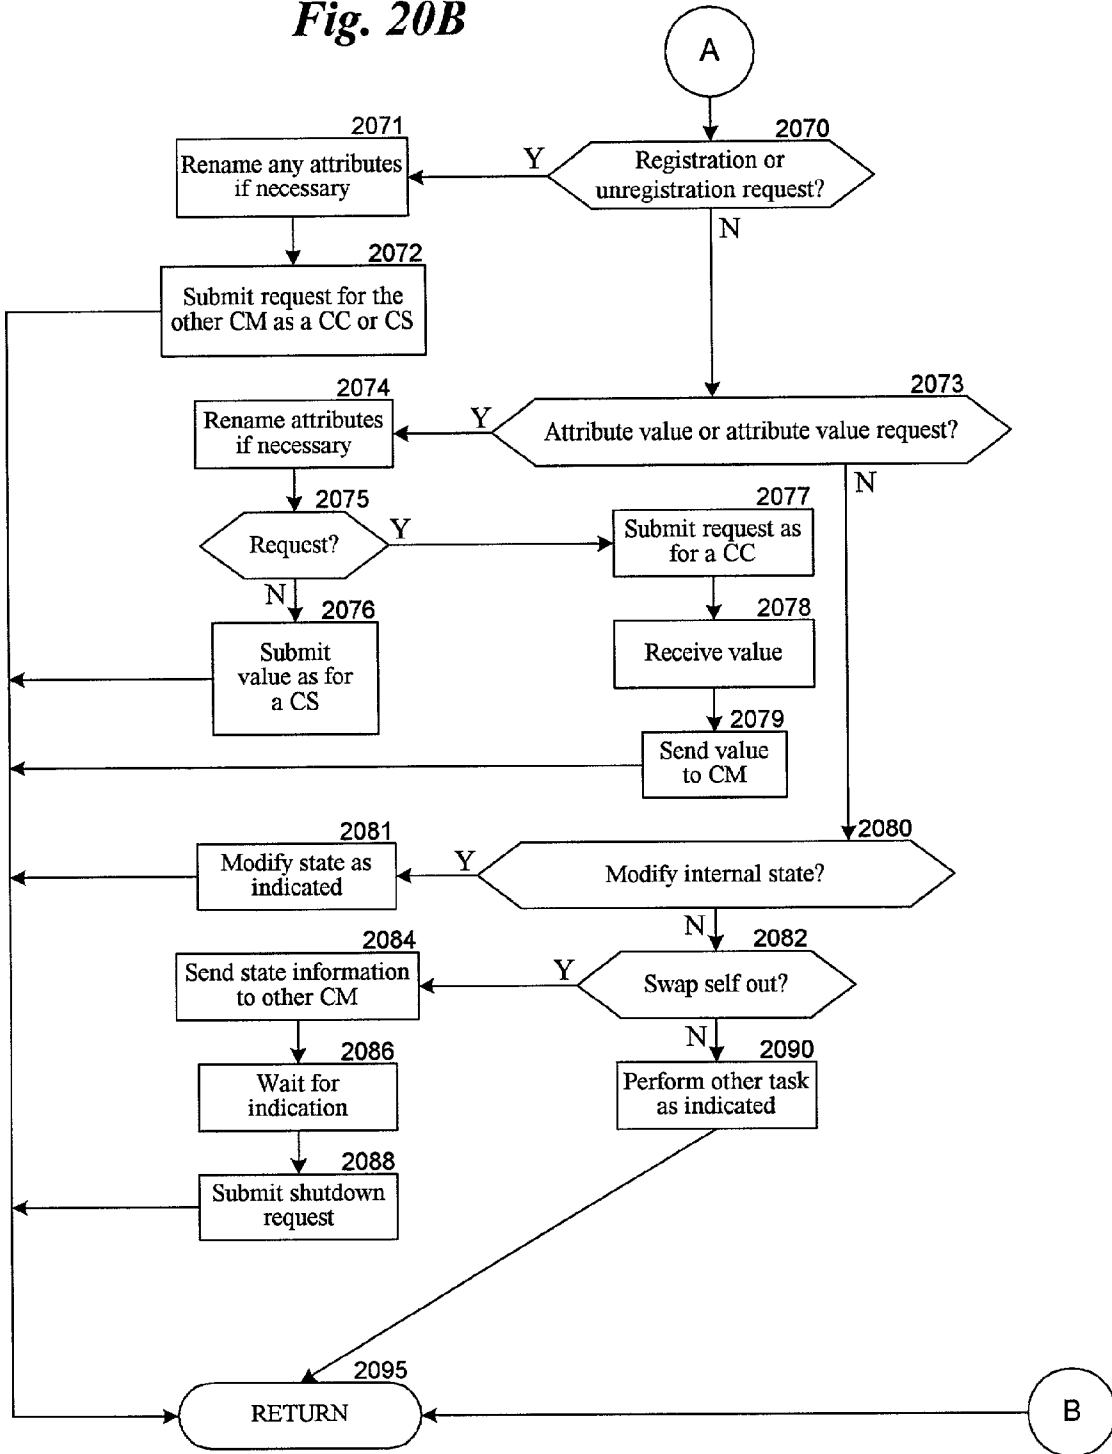 Fig. 20B
A
2070
Registration or
unregistration request?
Y
N
2071
Rename any attributes
if necessary
2072
Submit request for the
other CM as a CC or CS
2073
Attribute value or attribute value request?
Y
N
2074
Rename attributes
if necessary
2075
Request?
Y
N
2076
Submit
value as for
a CS
2077
Submit request as
for a CC
2078
Receive value
2079
Send value
to CM
2080
Modify internal state?
Y
N
2081
Modify state as
indicated
2082
Swap self out?
Y
N
2084
Send state information
to other CM
2086
Wait for
indication
2088
Submit shutdown
request
2090
Perform other task
as indicated
2095
RETURN
B